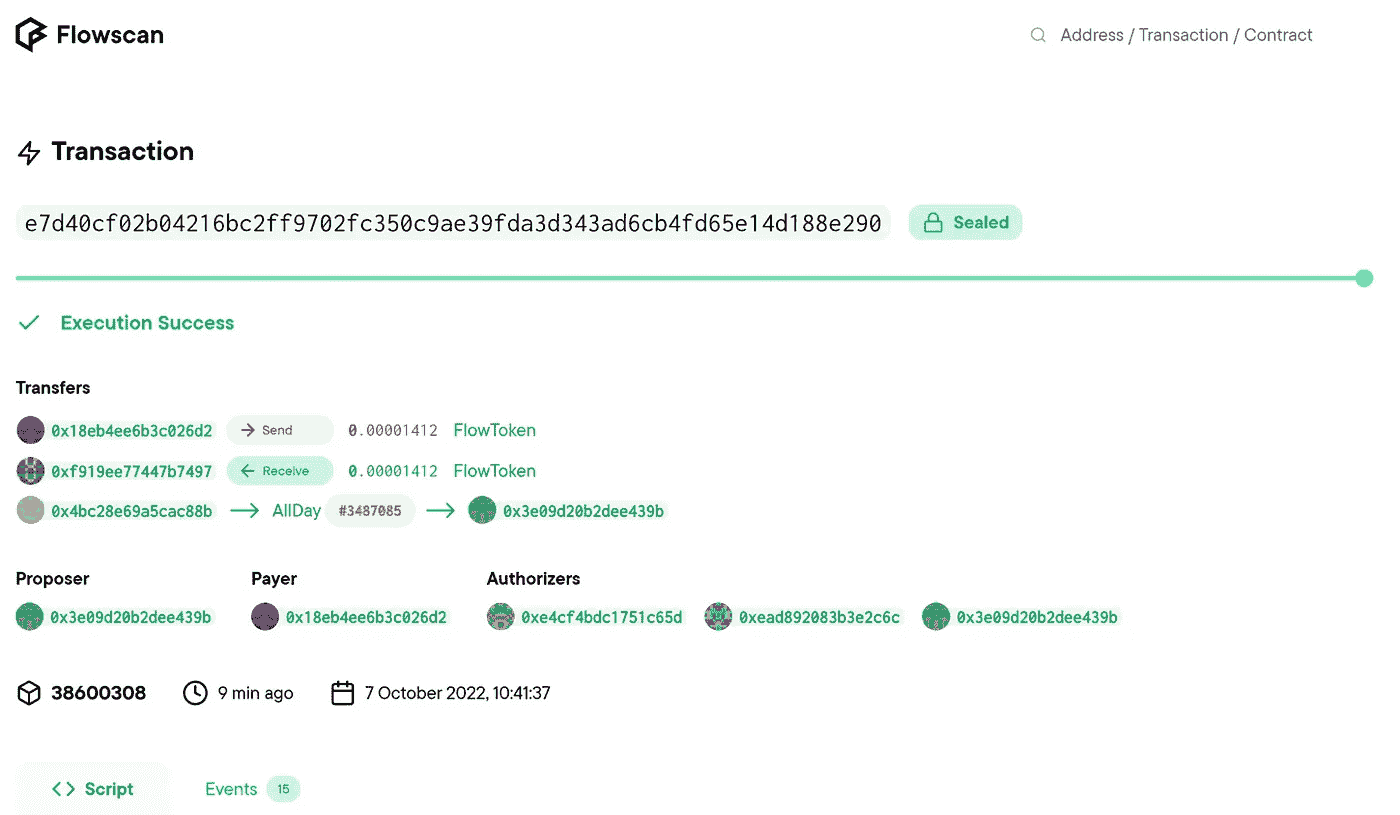 Flowscan
Address / Transaction / Contract
Transaction
e7d40cf02b04216bc2ff9702fc350c9ae39fda3d343ad6cb4fd65e14d188e290 Sealed
Execution Success
Transfers
0x18eb4ee6b3c026d2 Send 0.00001412 FlowToken
0xf919ee77447b7497 Receive 0.00001412 FlowToken
0x4bc28e69a5cac88b AllDay #3487085 0x3e09d20b2dee439b
Proposer Payer Authorizers
0x3e09d20b2dee439b 0x18eb4ee6b3c026d2 0xe4cf4bdc1751c65d 0xead892083b3e2c6c 0x3e09d20b2dee439b
38600308 9 min ago 7 October 2022, 10:41:37
Script Events 15